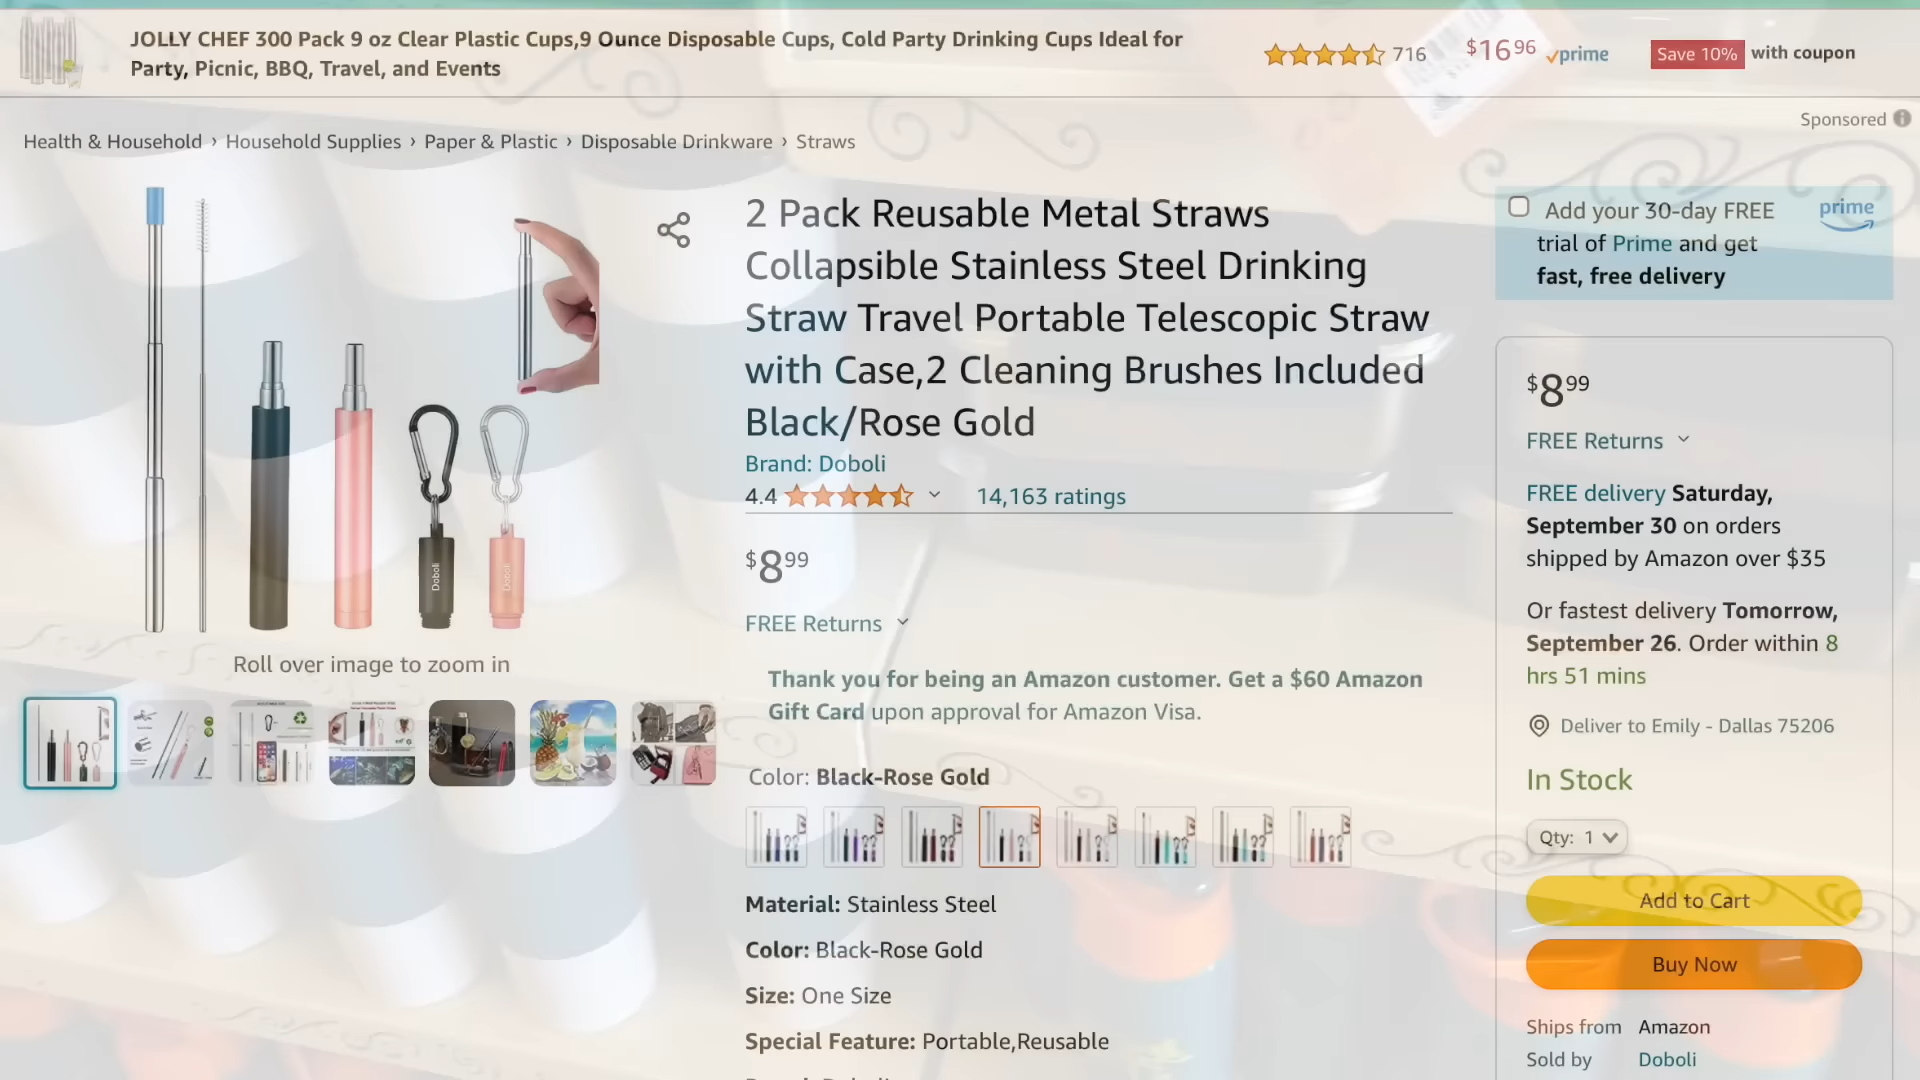 JOLLY CHEF 300 Pack 9 oz Clear Plastic Cups,9 Ounce Disposable Cups, Cold Party Drinking Cups Ideal for
Party, Picnic, BBQ, Travel, and Events
716
$16 96
prime
Save 10% with coupon
Sponsored
Health & Household › Household Supplies › Paper & Plastic › Disposable Drinkware › Straws
Doboli
Doboli
Roll over image to zoom in
2 Pack Reusable Metal Straws
Collapsible Stainless Steel Drinking
Straw Travel Portable Telescopic Straw
with Case,2 Cleaning Brushes Included
Black/Rose Gold
Brand: Doboli
4.4
14,163 ratings
$8 99
FREE Returns
Thank you for being an Amazon customer. Get a $60 Amazon
Gift Card upon approval for Amazon Visa.
Color: Black-Rose Gold
Material: Stainless Steel
Color: Black-Rose Gold
Size: One Size
Special Feature: Portable,Reusable
Add your 30-day FREE
trial of Prime and get
fast, free delivery
prime
$8 99
FREE Returns
FREE delivery Saturday,
September 30 on orders
shipped by Amazon over $35
Or fastest delivery Tomorrow,
September 26. Order within 8
hrs 51 mins
Deliver to Emily - Dallas 75206
In Stock
Qty: 1
Add to Cart
Buy Now
Ships from Amazon
Sold by Doboli